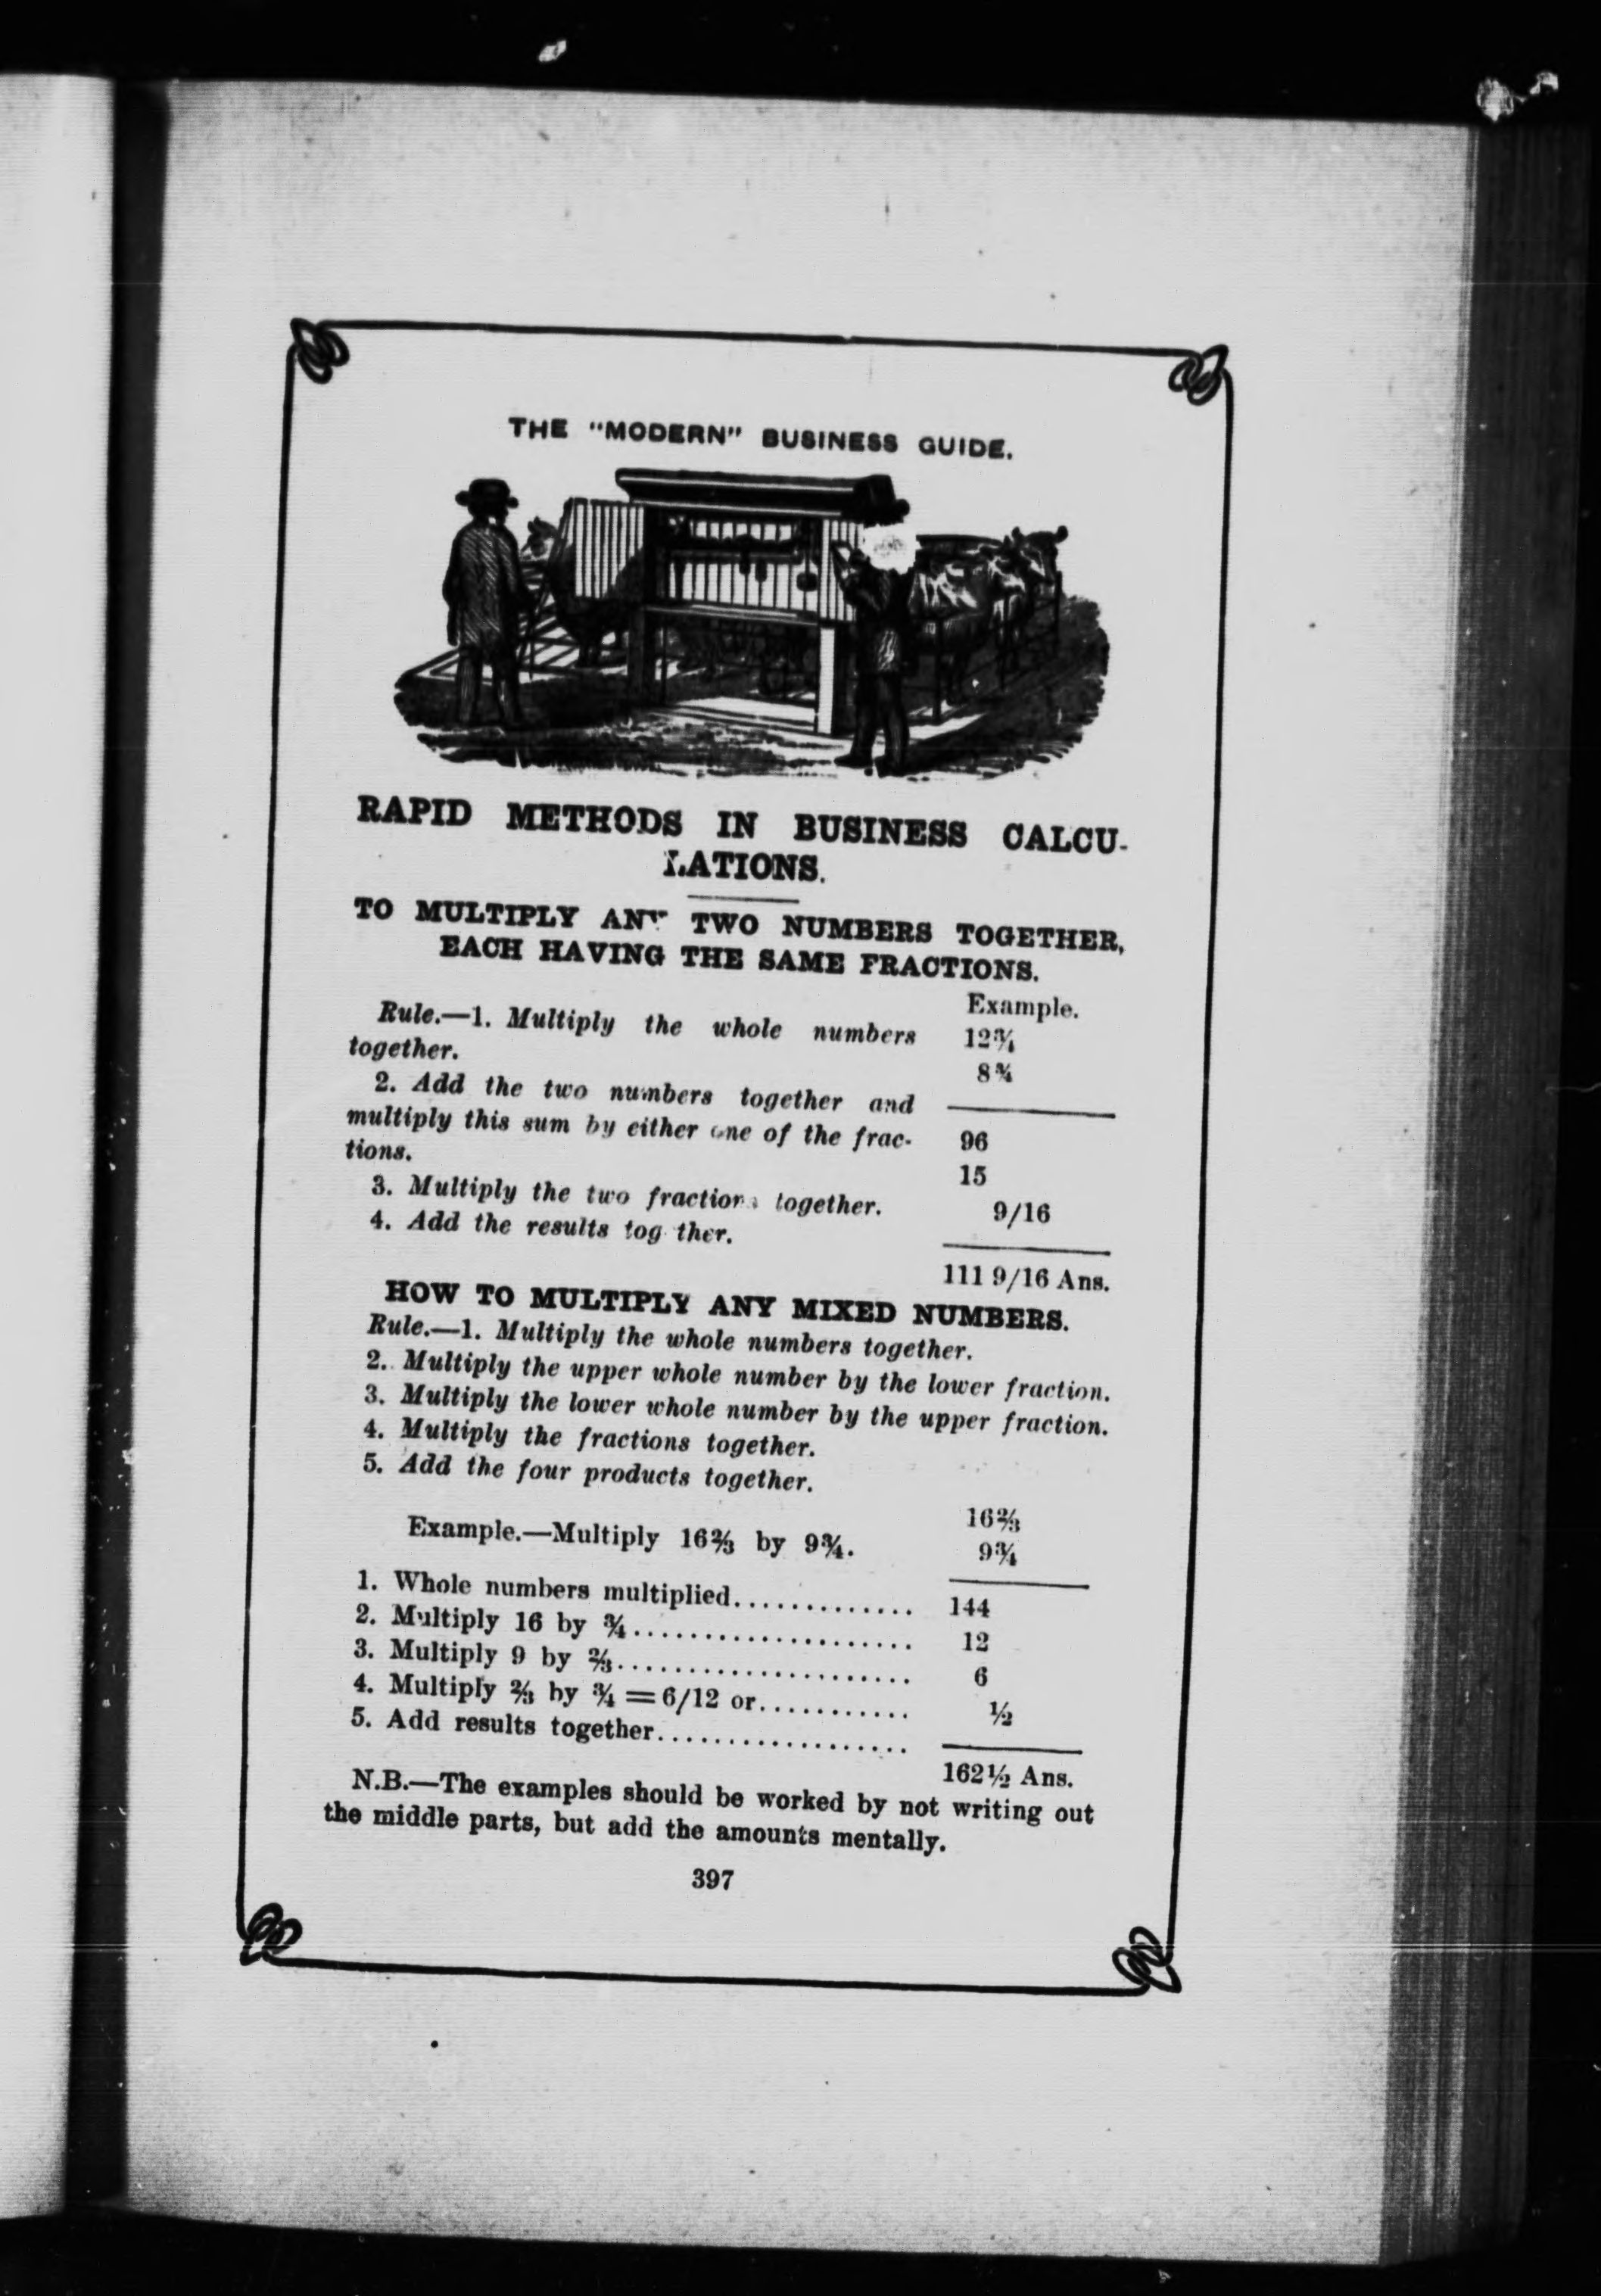 THE "MODERN" BUSINESS GUIDE.
RAPID METHODS IN BUSINESS CALCU-
LATIONS.
TO MULTIPLY ANY TWO NUMBERS TOGETHER,
EACH HAVING THE SAME FRACTIONS.
Example.
Rule.—1. Multiply the whole numbers 12¾
together.
8¾
2. Add the two numbers together and
multiply this sum by either one of the frac- 96
tions.
15
3. Multiply the two fractions together. 9/16
4. Add the results tog ther.
111 9/16 Ans.
HOW TO MULTIPLY ANY MIXED NUMBERS.
Rule.—1. Multiply the whole numbers together.
2. Multiply the upper whole number by the lower fraction.
3. Multiply the lower whole number by the upper fraction.
4. Multiply the fractions together.
5. Add the four products together.
16⅔
Example.—Multiply 16⅔ by 9¾. 9¾
1. Whole numbers multiplied............. 144
2. Multiply 16 by ¾.................... 12
3. Multiply 9 by ⅔..................... 6
4. Multiply ⅔ by ¾ = 6/12 or........... ½
5. Add results together..................
162½ Ans.
N.B.—The examples should be worked by not writing out
the middle parts, but add the amounts mentally.
397